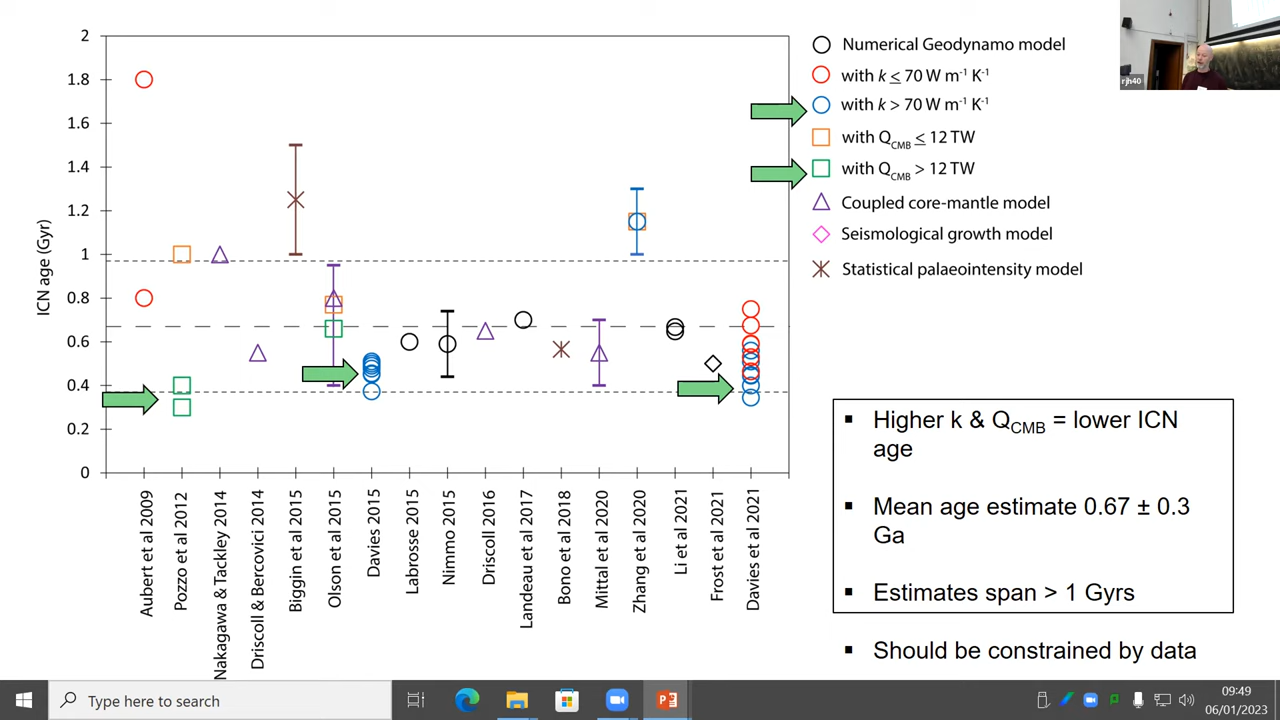 2
1.8
1.6
1.4
1.2
1
0.8
0.6
0.4
0.2
0
ICN age (Gyr)
Aubert et al 2009
Pozzo et al 2012
Nakagawa & Tackley 2014
Driscoll & Bercovici 2014
Biggin et al 2015
Olson et al 2015
Davies 2015
Labrosse 2015
Nimmo 2015
Driscoll 2016
Landeau et al 2017
Bono et al 2018
Mittal et al 2020
Zhang et al 2020
Li et al 2021
Frost et al 2021
Davies et al 2021
Numerical Geodynamo model
with k ≤ 70 W m⁻¹ K⁻¹
with k > 70 W m⁻¹ K⁻¹
with QCMB ≤ 12 TW
with QCMB > 12 TW
Coupled core-mantle model
Seismological growth model
Statistical palaeointensity model
rjh40
▪ Higher k & QCMB = lower ICN
age
▪ Mean age estimate 0.67 ± 0.3
Ga
▪ Estimates span > 1 Gyrs
▪ Should be constrained by data
Type here to search
09:49
06/01/2023